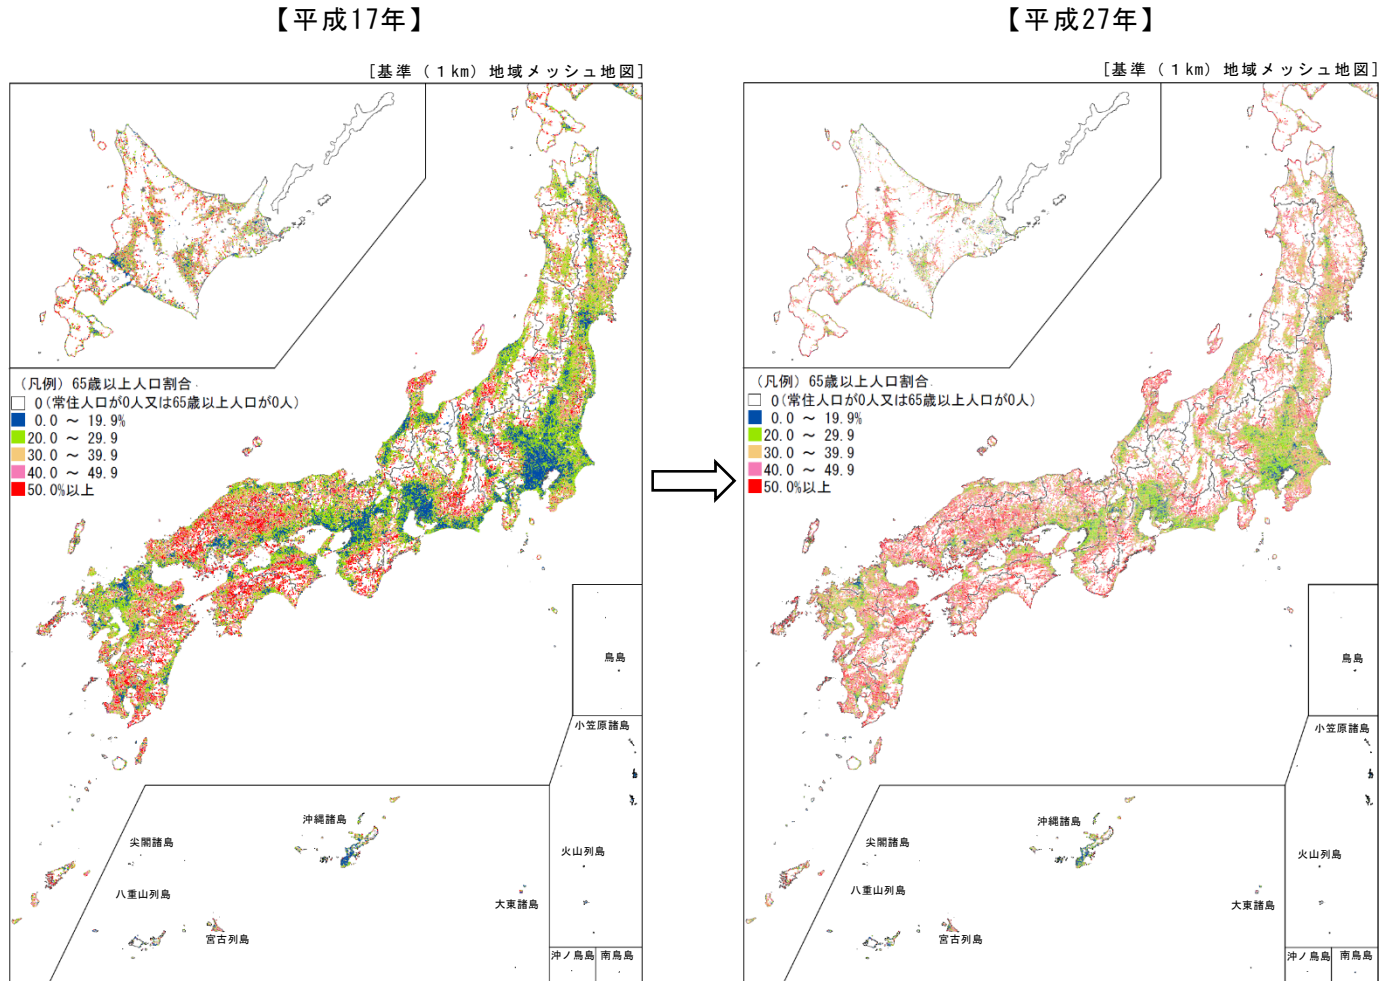 【平成17年】
[基準(1km)地域メッシュ地図]
(凡例)65歳以上人口割合
0(常住人口が0人又は65歳以上人口が0人)
0.0 ～ 19.9%
20.0 ～ 29.9
30.0 ～ 39.9
40.0 ～ 49.9
50.0%以上
鳥島
小笠原諸島
沖縄諸島
尖閣諸島
火山列島
八重山列島
大東諸島
宮古列島
沖ノ鳥島
南鳥島
【平成27年】
[基準(1km)地域メッシュ地図]
(凡例)65歳以上人口割合
0(常住人口が0人又は65歳以上人口が0人)
0.0 ～ 19.9%
20.0 ～ 29.9
30.0 ～ 39.9
40.0 ～ 49.9
50.0%以上
鳥島
小笠原諸島
沖縄諸島
尖閣諸島
火山列島
八重山列島
大東諸島
宮古列島
沖ノ鳥島
南鳥島